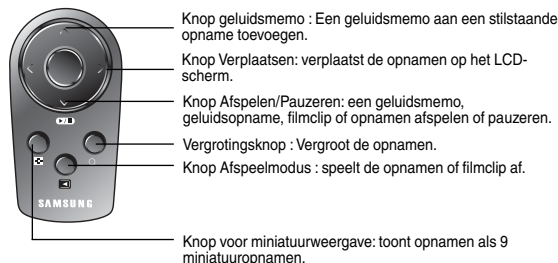 Knop geluidsmemo : Een geluidsmemo aan een stilstaande
opname toevoegen.
Knop Verplaatsen: verplaatst de opnamen op het LCD-
scherm.
Knop Afspelen/Pauzeren: een geluidsmemo,
geluidsopname, filmclip of opnamen afspelen of pauzeren.
Vergrotingsknop : Vergroot de opnamen.
Knop Afspeelmodus : speelt de opnamen of filmclip af.
SAMSUNG
Knop voor miniatuurweergave: toont opnamen als 9
miniatuuropnamen.